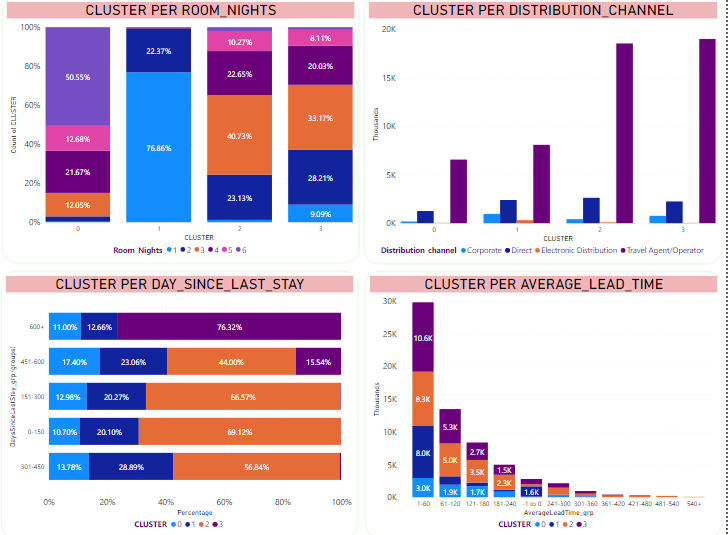 CLUSTER PER ROOM_NIGHTS
Count of CLUSTER
100%
80%
60%
40%
20%
0%
50.55%
12.68%
21.67%
12.05%
22.37%
76.86%
10.27%
22.65%
40.73%
23.13%
8.11%
20.03%
33.17%
28.21%
9.09%
0 1 2 3
CLUSTER
Room_Nights 1 2 3 4 5 6
CLUSTER PER DISTRIBUTION_CHANNEL
Thousands
20K
15K
10K
5K
0K
0 1 2 3
CLUSTER
Distribution_channel Corporate Direct Electronic Distribution Travel Agent/Operator
CLUSTER PER DAY_SINCE_LAST_STAY
DaysSinceLastStay_grp (groups)
600+ 11.00% 12.66% 76.32%
451-600 17.40% 23.06% 44.00% 15.54%
151-300 12.98% 20.27% 66.57%
0-150 10.70% 20.10% 69.12%
301-450 13.78% 28.89% 56.84%
0% 20% 40% 60% 80% 100%
Percentage
CLUSTER 0 1 2 3
CLUSTER PER AVERAGE_LEAD_TIME
Thousands
30K
25K
20K
15K
10K
5K
0K
10.6K
8.3K
8.0K
3.0K
5.3K
5.0K
1.9K
2.7K
3.5K
1.7K
1.5K
2.3K
1.6K
1-60 61-120 121-180 181-240 -1 to 0 241-300 301-360 361-420 421-480 481-540 540+
AverageLeadTime_grp
CLUSTER 0 1 2 3